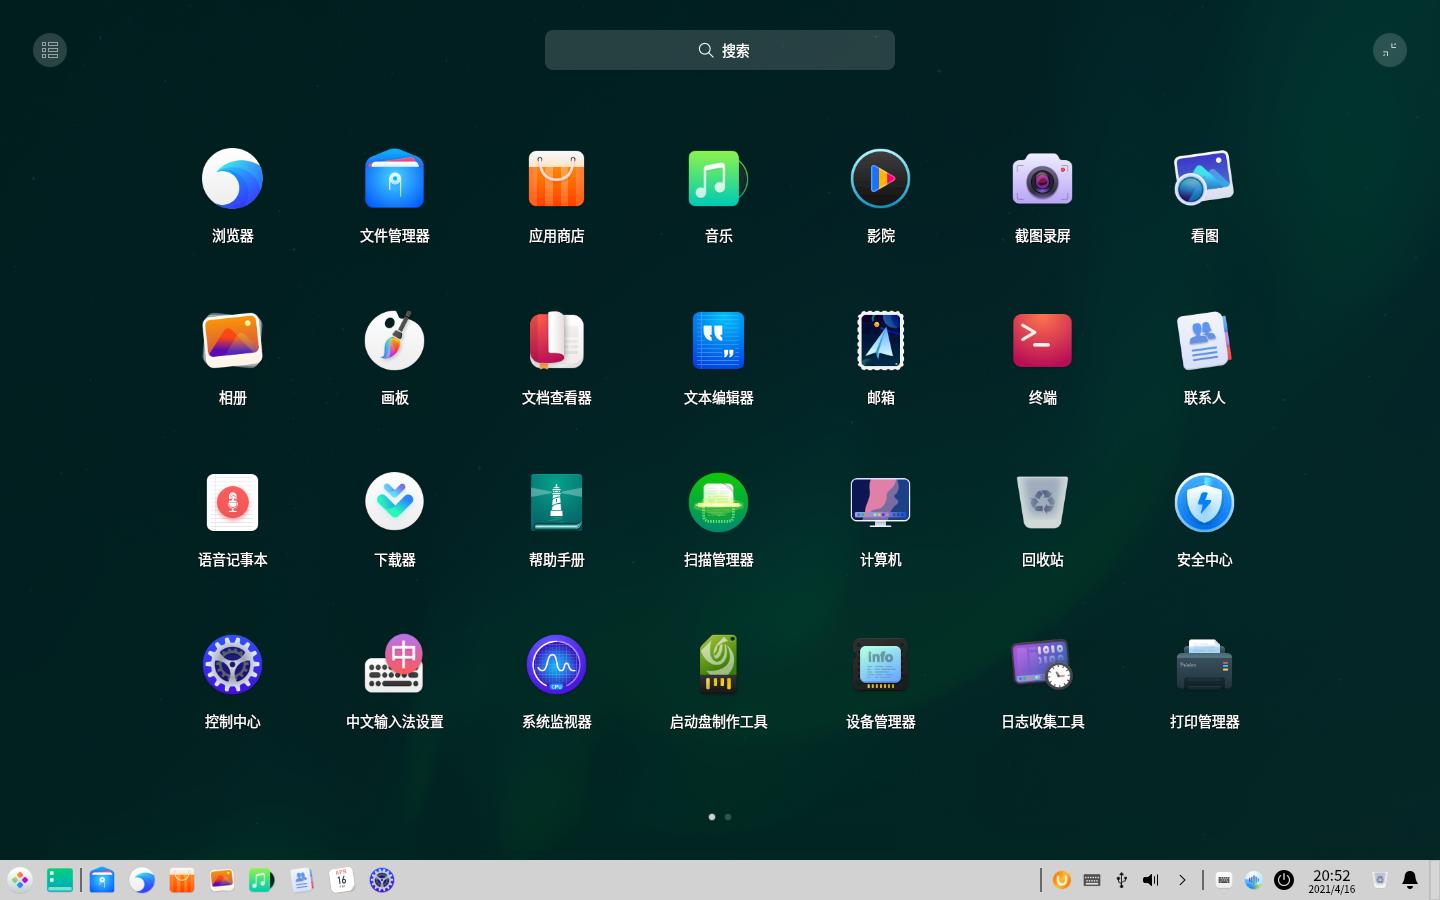 搜索
浏览器
文件管理器
应用商店
音乐
影院
截图录屏
看图
相册
画板
文档查看器
文本编辑器
邮箱
终端
联系人
语音记事本
下载器
帮助手册
扫描管理器
计算机
回收站
安全中心
中
CPU
info
控制中心
中文输入法设置
系统监视器
启动盘制作工具
设备管理器
日志收集工具
打印管理器
APR
16
20:52
2021/4/16